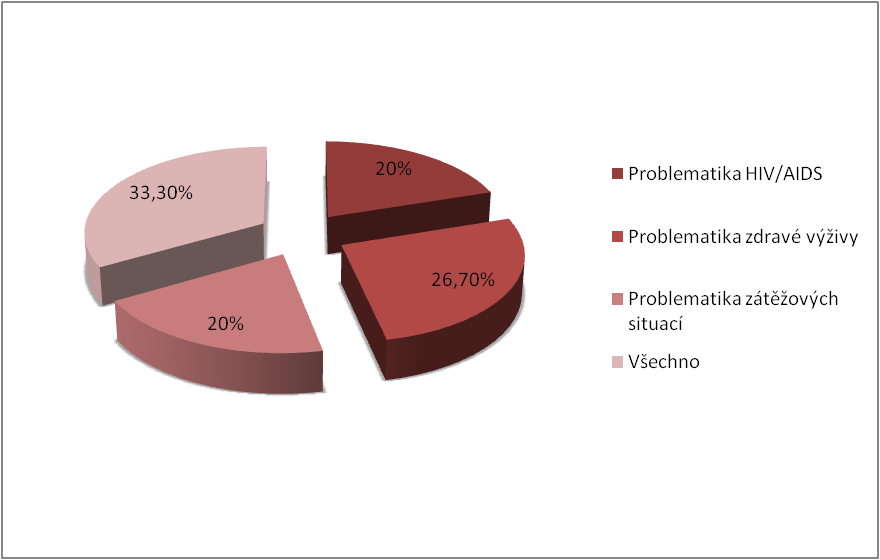 20%
33,30%
26,70%
20%
Problematika HIV/AIDS
Problematika zdravé výživy
Problematika zátěžových
situací
Všechno